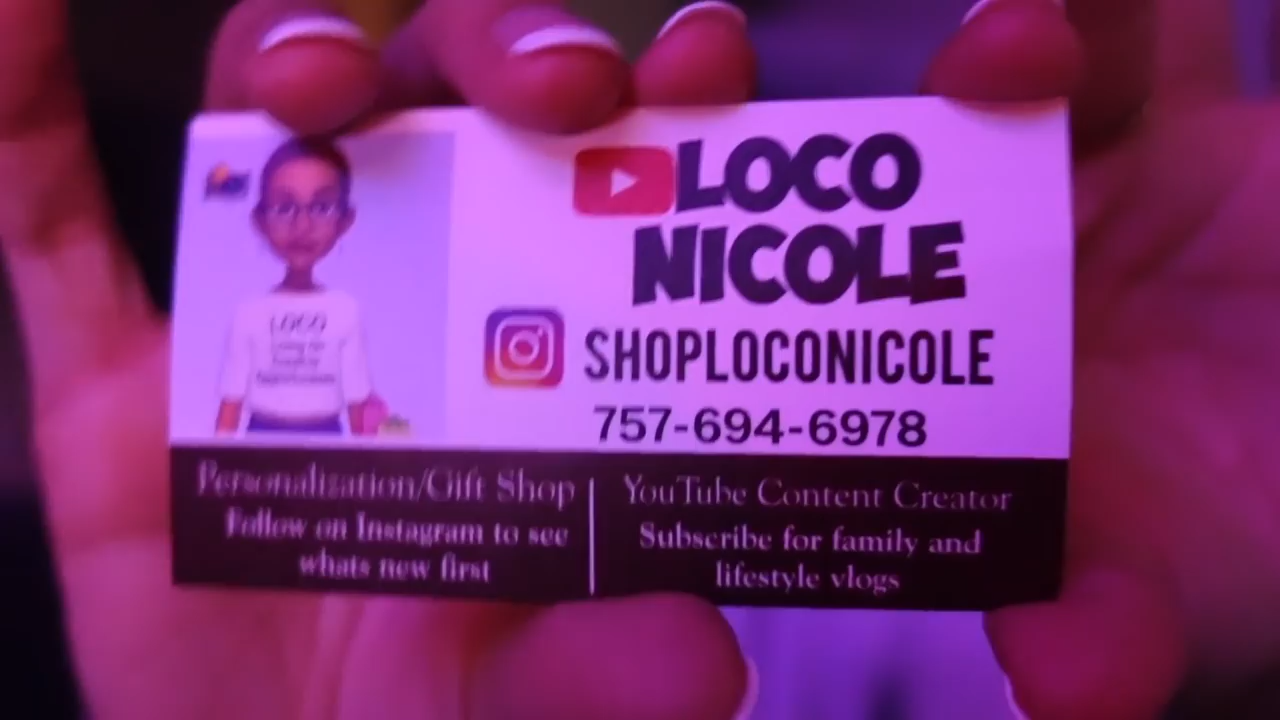 LOCO
NICOLE
SHOPLOCONICOLE
757-694-6978
LOCO
Personalization/Gift Shop
Follow on Instagram to see
whats new first
YouTube Content Creator
Subscribe for family and
lifestyle vlogs